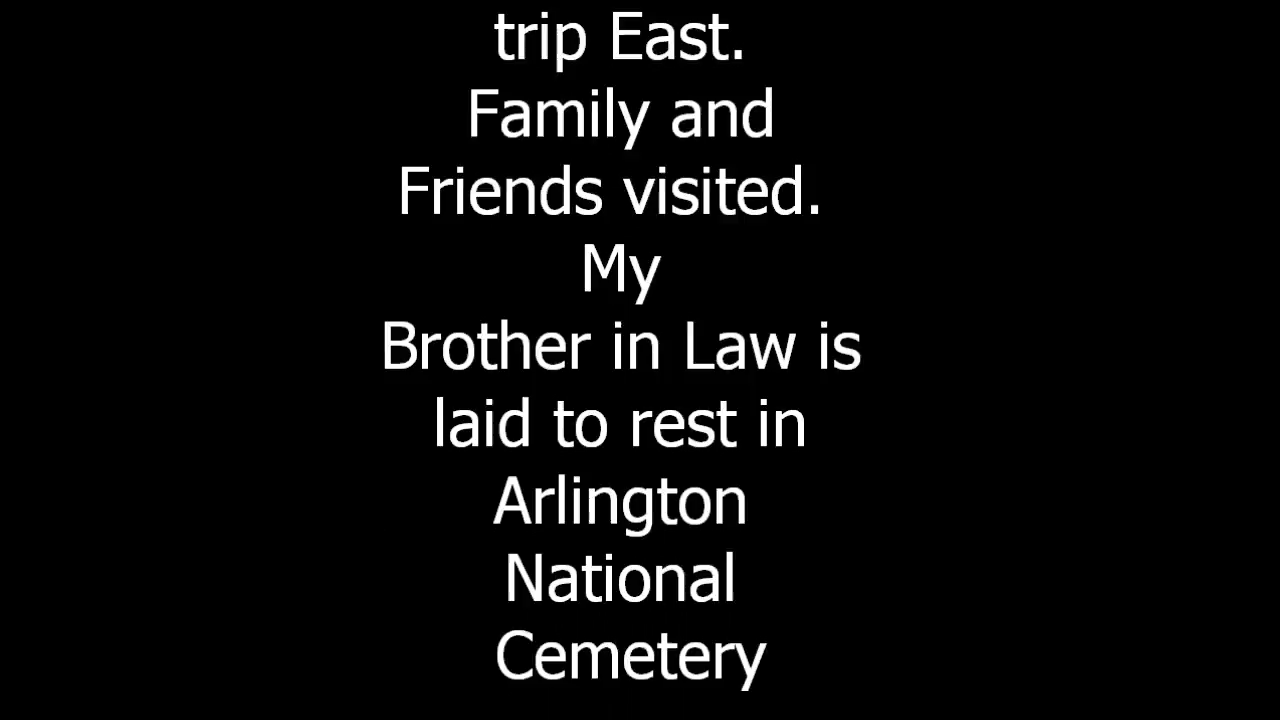 trip East.
Family and
Friends visited.
My
Brother in Law is
laid to rest in
Arlington
National
Cemetery